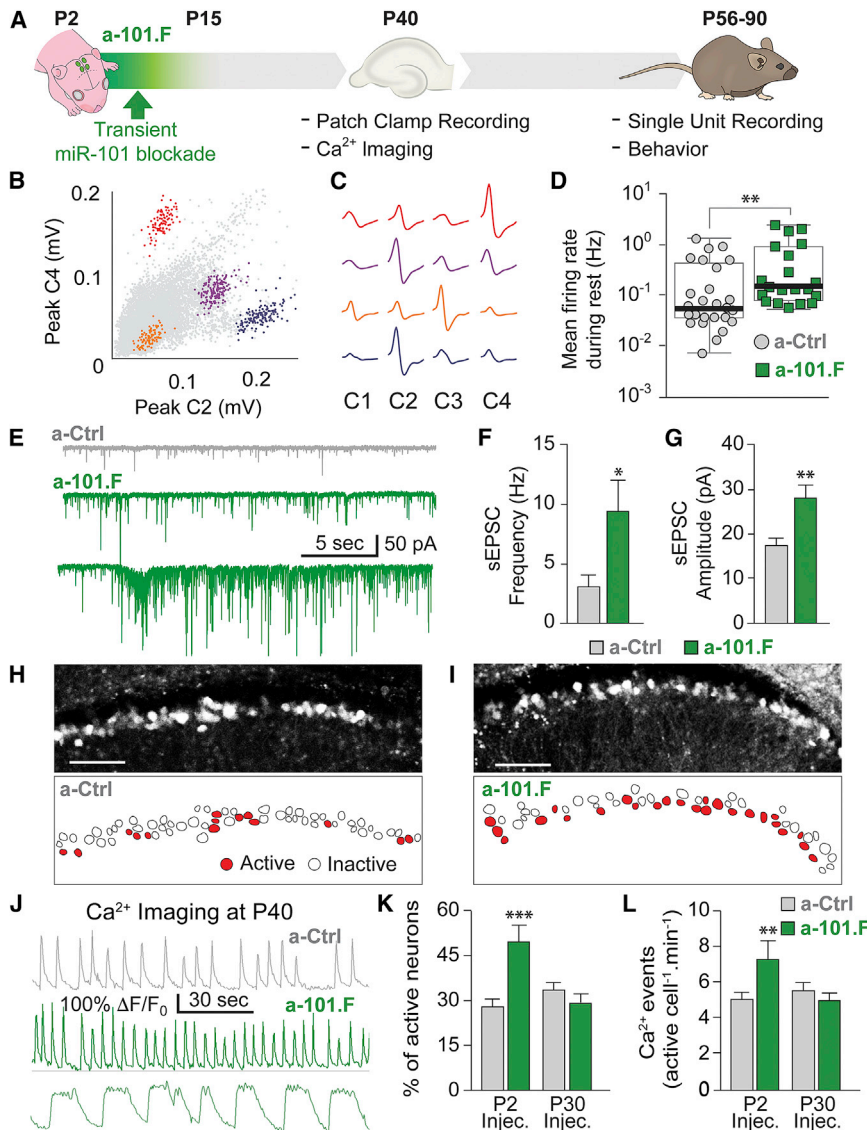 A
P2
P15
P40
P56-90
a-101.F
Transient
miR-101 blockade
- Patch Clamp Recording
- Ca²⁺ Imaging
- Single Unit Recording
- Behavior
B
0.2
0.1
0
Peak C4 (mV)
0.1
0.2
Peak C2 (mV)
C
C1 C2 C3 C4
D
**
10¹
10⁰
10⁻¹
10⁻²
10⁻³
Mean firing rate
during rest (Hz)
a-Ctrl
a-101.F
E
a-Ctrl
a-101.F
5 sec
50 pA
F
15
10
5
0
sEPSC
Frequency (Hz)
*
G
40
30
20
10
0
sEPSC
Amplitude (pA)
**
a-Ctrl a-101.F
H
a-Ctrl
Active Inactive
I
a-101.F
J
Ca²⁺ Imaging at P40
a-Ctrl
100% ΔF/F₀
30 sec
a-101.F
K
60
45
30
15
0
% of active neurons
***
P2
Injec.
P30
Injec.
L
a-Ctrl
a-101.F
8
6
4
2
0
Ca²⁺ events
(active cell⁻¹.min⁻¹)
**
P2
Injec.
P30
Injec.